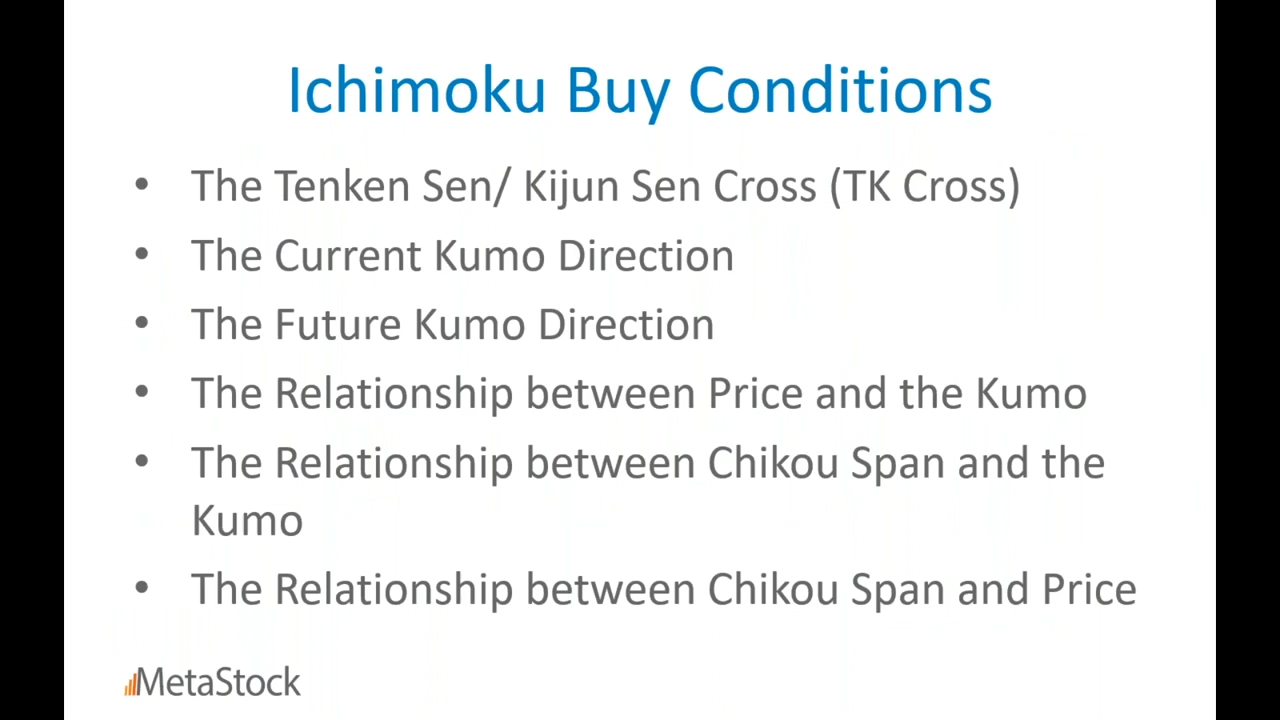 Ichimoku Buy Conditions
• The Tenken Sen/ Kijun Sen Cross (TK Cross)
• The Current Kumo Direction
• The Future Kumo Direction
• The Relationship between Price and the Kumo
• The Relationship between Chikou Span and the
Kumo
• The Relationship between Chikou Span and Price
MetaStock